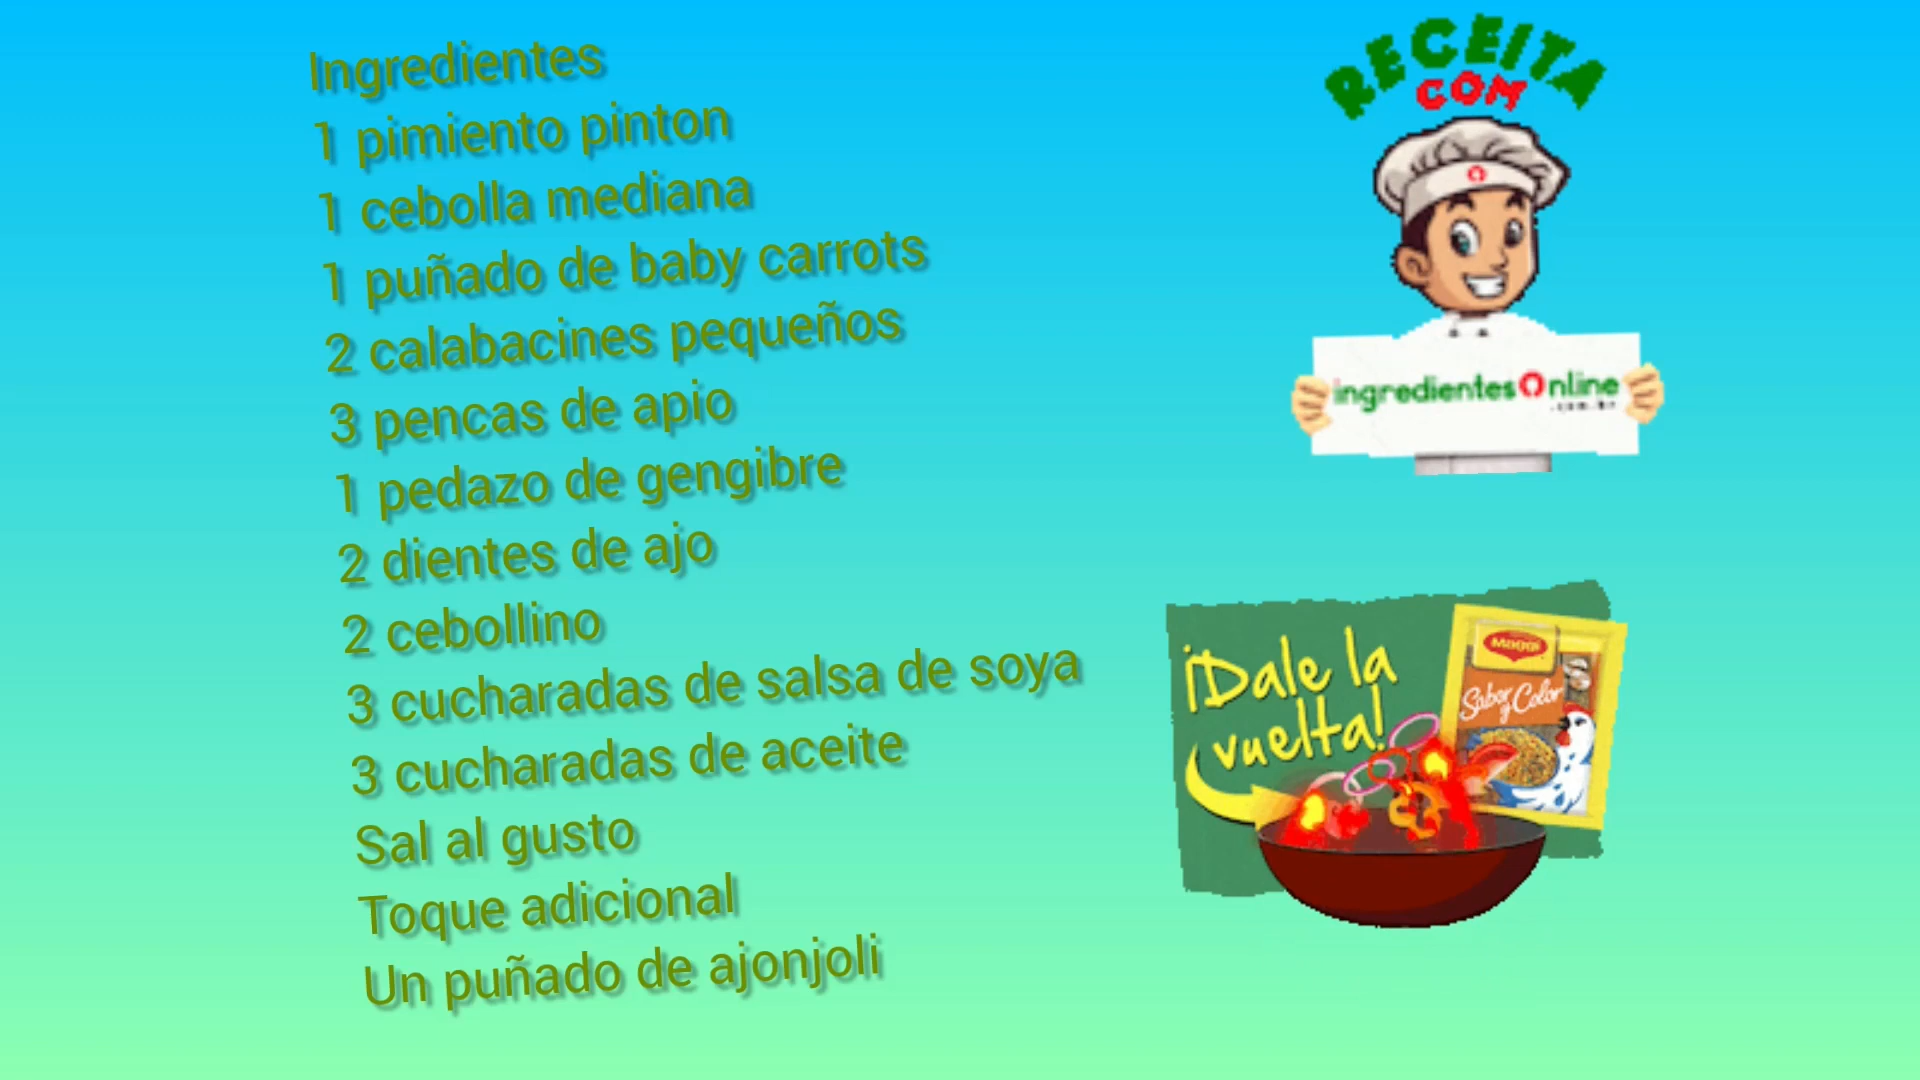 Ingredientes
1 pimiento pinton
1 cebolla mediana
1 puñado de baby carrots
2 calabacines pequeños
3 pencas de apio
1 pedazo de gengibre
2 dientes de ajo
2 cebollino
3 cucharadas de salsa de soya
3 cucharadas de aceite
Sal al gusto
Toque adicional
Un puñado de ajonjoli
RECEITA
COM
ingredientesOnline
.com.br
¡Dale la
vuelta!
MAGGI
Sabor
y Color